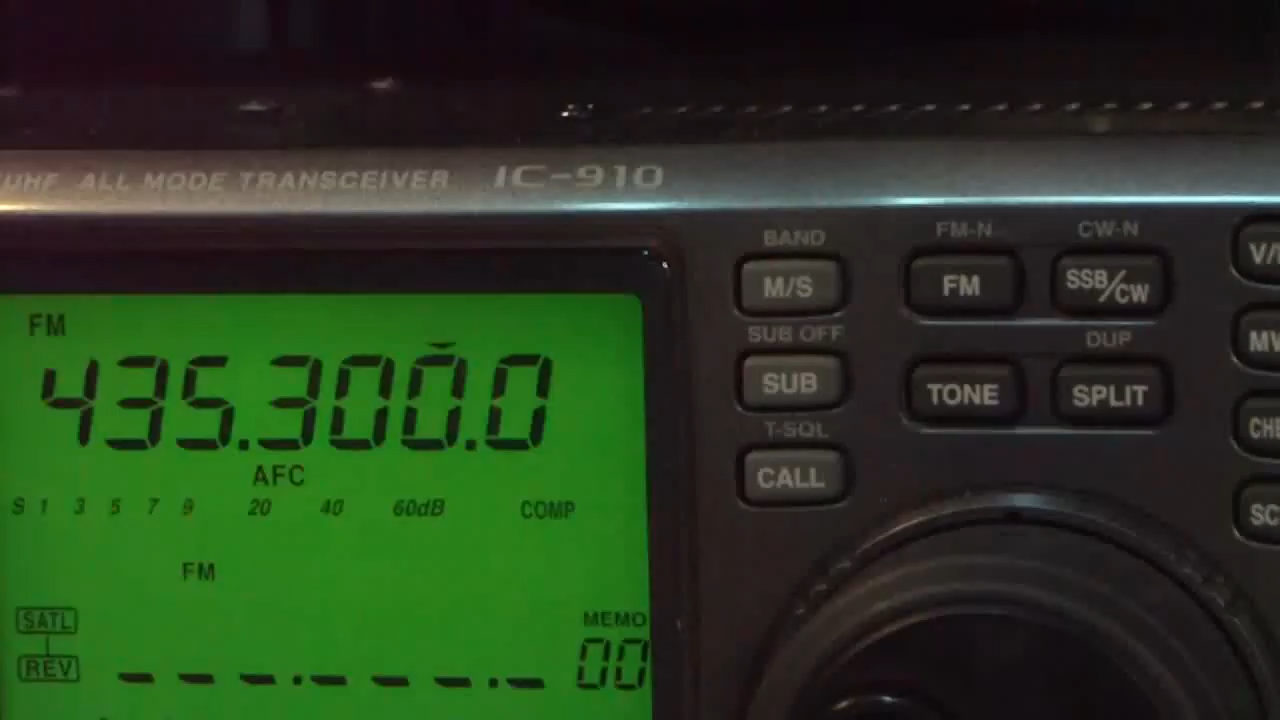 UHF ALL MODE TRANSCEIVER IC-910
BAND
FM-N
CW-N
M/S
FM
SSB/CW
SUB OFF
DUP
SUB
TONE
SPLIT
T-SQL
CALL
FM
435.300.0
AFC
S 1 3 5 7 9 20 40 60dB COMP
FM
SATL
MEMO
REV
00